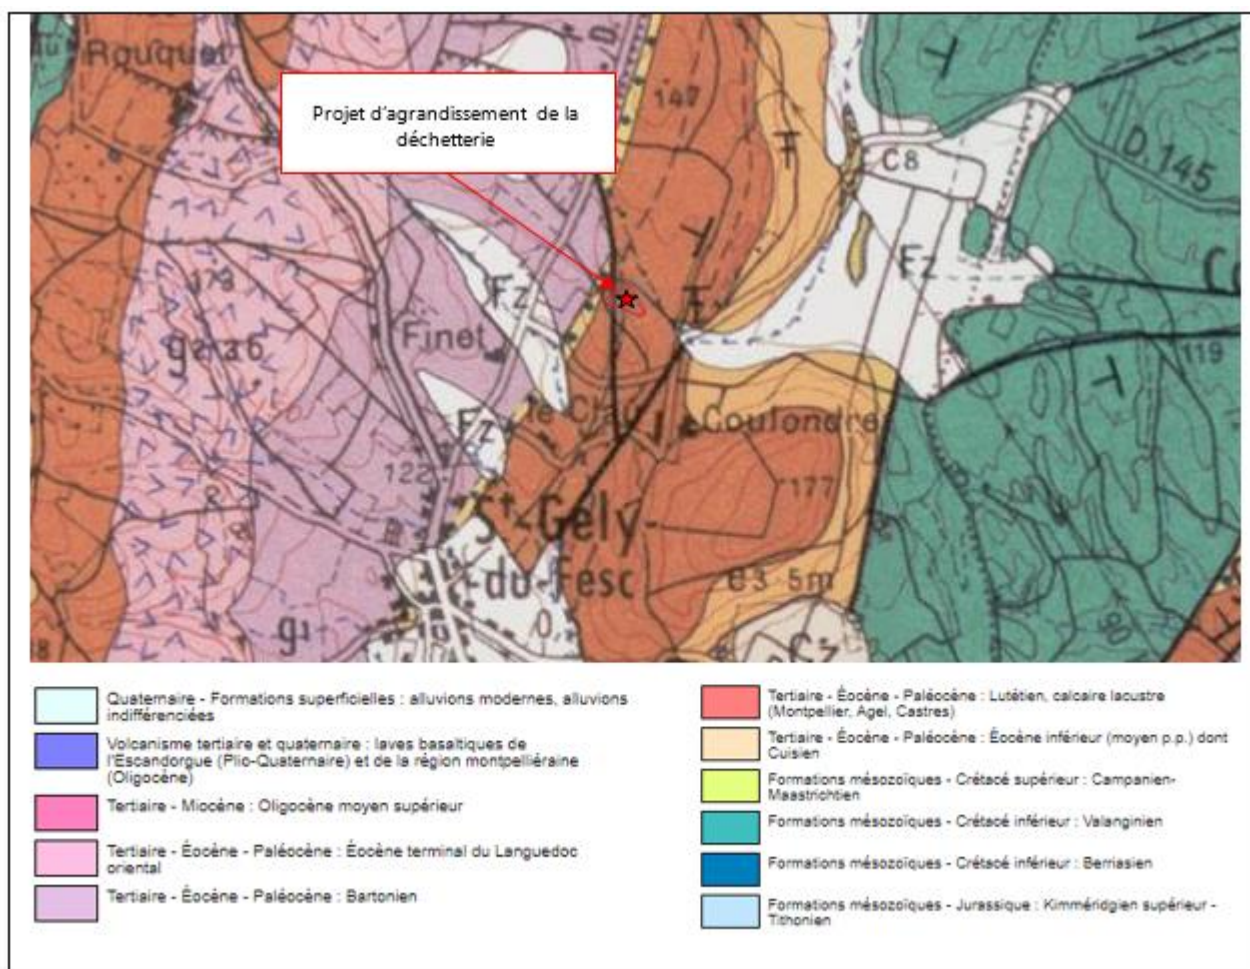 Rouquet
Projet d'agrandissement de la
déchetterie
147
C8
D.145
Fz
Fz
179
Finet
119
le Clau
Coulondre
Fz
122
177
St-Gély-
-du-Fesc
e3-5m
g1
Cz
80
Quaternaire - Formations superficielles : alluvions modernes, alluvions
indifférenciées
Volcanisme tertiaire et quaternaire : laves basaltiques de
l'Escandorgue (Plio-Quaternaire) et de la région montpelliéraine
(Oligocène)
Tertiaire - Miocène : Oligocène moyen supérieur
Tertiaire - Éocène - Paléocène : Éocène terminal du Languedoc
oriental
Tertiaire - Éocène - Paléocène : Bartonien
Tertiaire - Éocène - Paléocène : Lutétien, calcaire lacustre
(Montpellier, Agel, Castres)
Tertiaire - Éocène - Paléocène : Éocène inférieur (moyen p.p.) dont
Cuisien
Formations mésozoïques - Crétacé supérieur : Campanien-
Maastrichtien
Formations mésozoïques - Crétacé inférieur : Valanginien
Formations mésozoïques - Crétacé inférieur : Berriasien
Formations mésozoïques - Jurassique : Kimméridgien supérieur -
Tithonien